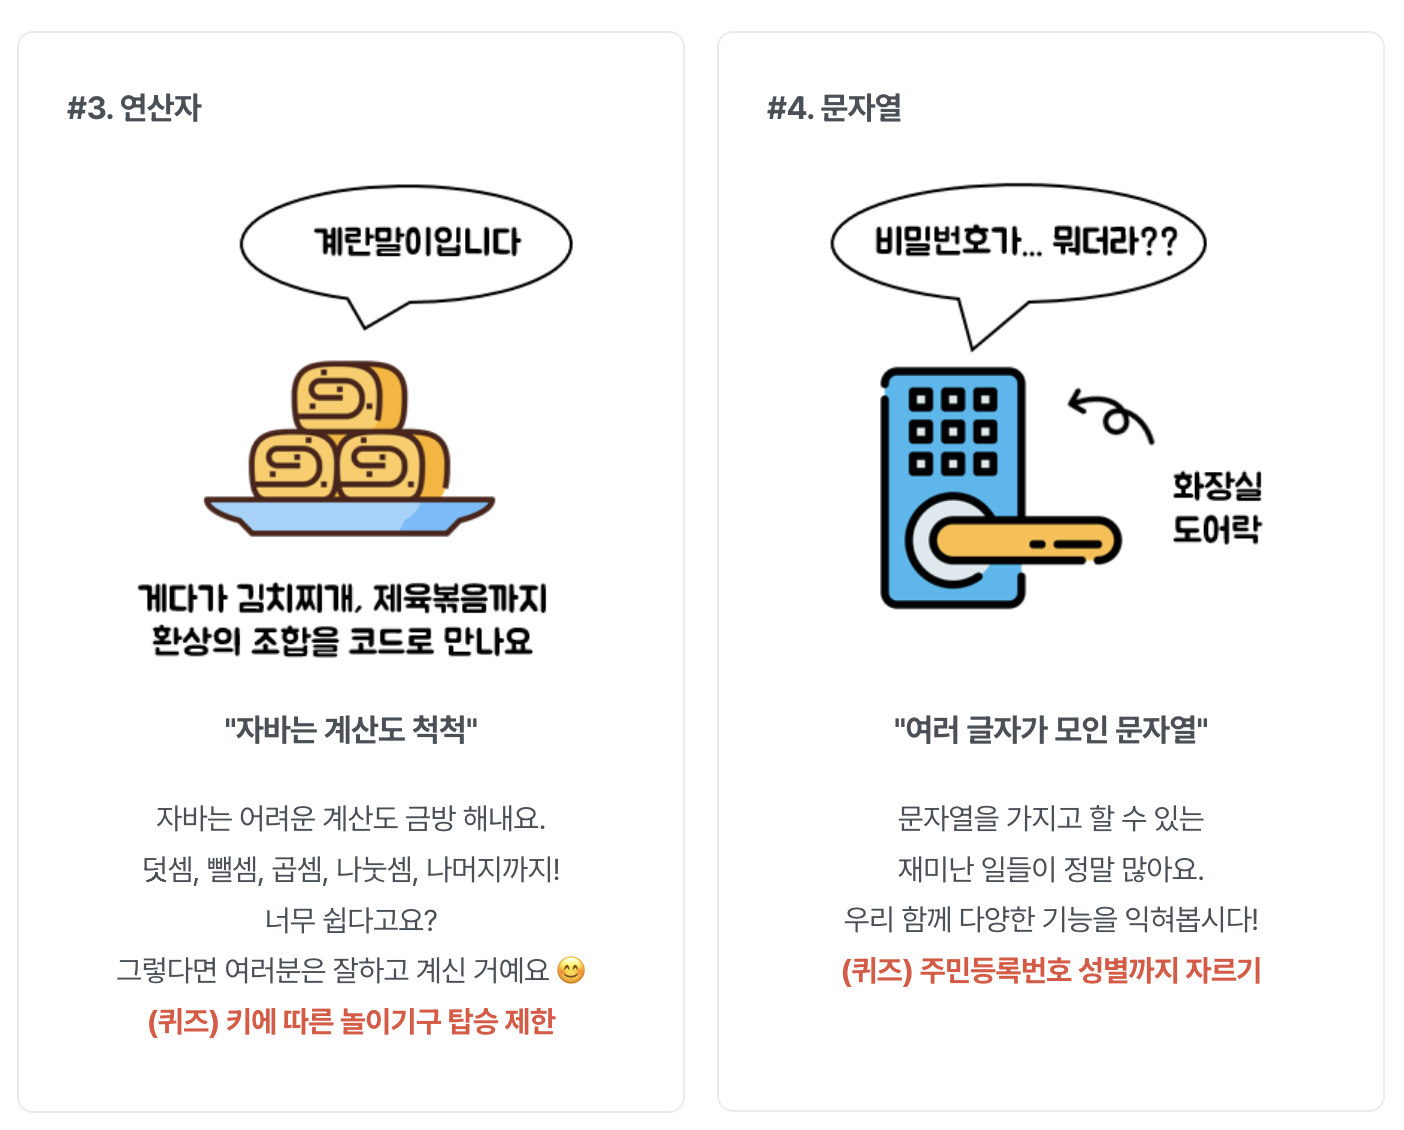 #3. 연산자
계란말이입니다
게다가 김치찌개, 제육볶음까지
환상의 조합을 코드로 만나요
"자바는 계산도 척척"
자바는 어려운 계산도 금방 해내요.
덧셈, 뺄셈, 곱셈, 나눗셈, 나머지까지!
너무 쉽다고요?
그렇다면 여러분은 잘하고 계신 거예요 😊
(퀴즈) 키에 따른 놀이기구 탑승 제한
#4. 문자열
비밀번호가... 뭐더라??
화장실
도어락
"여러 글자가 모인 문자열"
문자열을 가지고 할 수 있는
재미난 일들이 정말 많아요.
우리 함께 다양한 기능을 익혀봅시다!
(퀴즈) 주민등록번호 성별까지 자르기